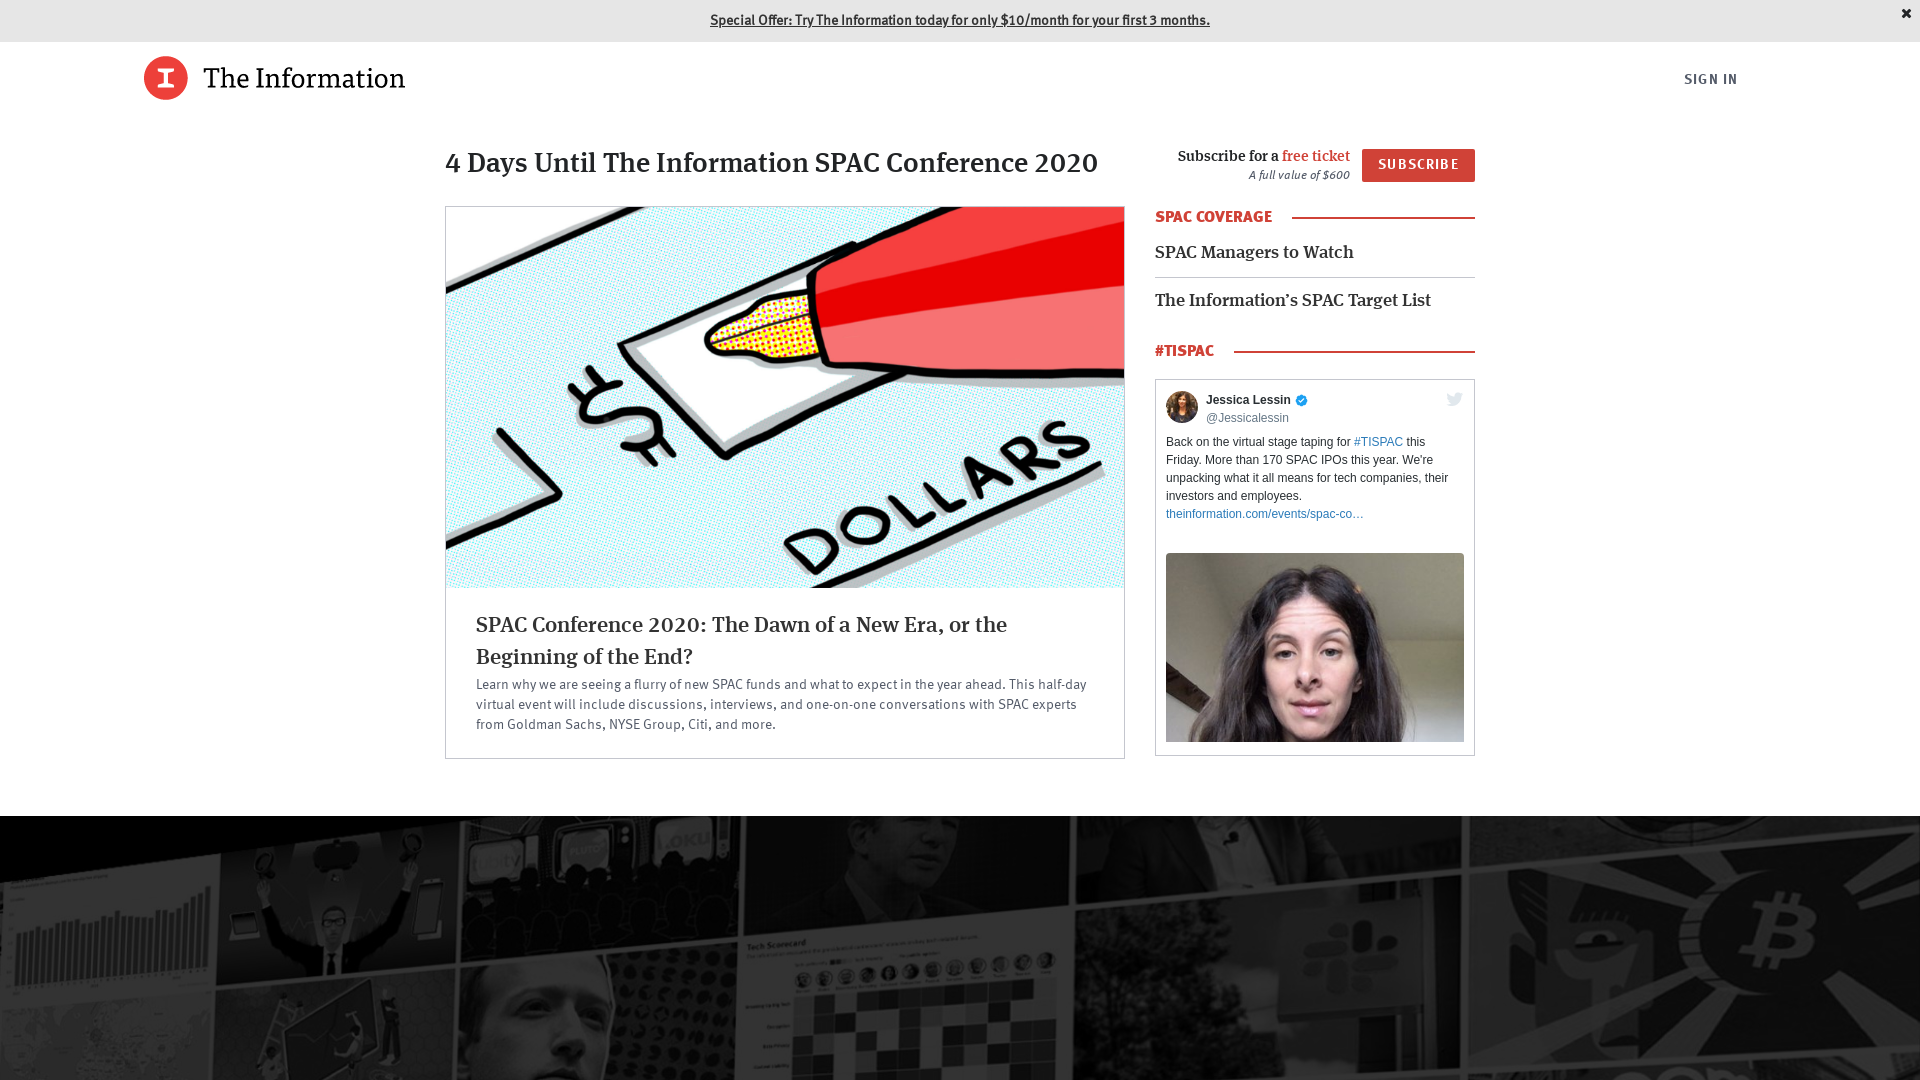 Special Offer: Try The Information today for only $10/month for your first 3 months.
The Information
SIGN IN
4 Days Until The Information SPAC Conference 2020
Subscribe for a free ticket
A full value of $600
SUBSCRIBE
SPAC COVERAGE
SPAC Managers to Watch
The Information’s SPAC Target List
#TISPAC
Jessica Lessin
@Jessicalessin
Back on the virtual stage taping for #TISPAC this
Friday. More than 170 SPAC IPOs this year. We're
unpacking what it all means for tech companies, their
investors and employees.
theinformation.com/events/spac-co…
$
DOLLARS
SPAC Conference 2020: The Dawn of a New Era, or the
Beginning of the End?
Learn why we are seeing a flurry of new SPAC funds and what to expect in the year ahead. This half-day
virtual event will include discussions, interviews, and one-on-one conversations with SPAC experts
from Goldman Sachs, NYSE Group, Citi, and more.
Tech Scorecard